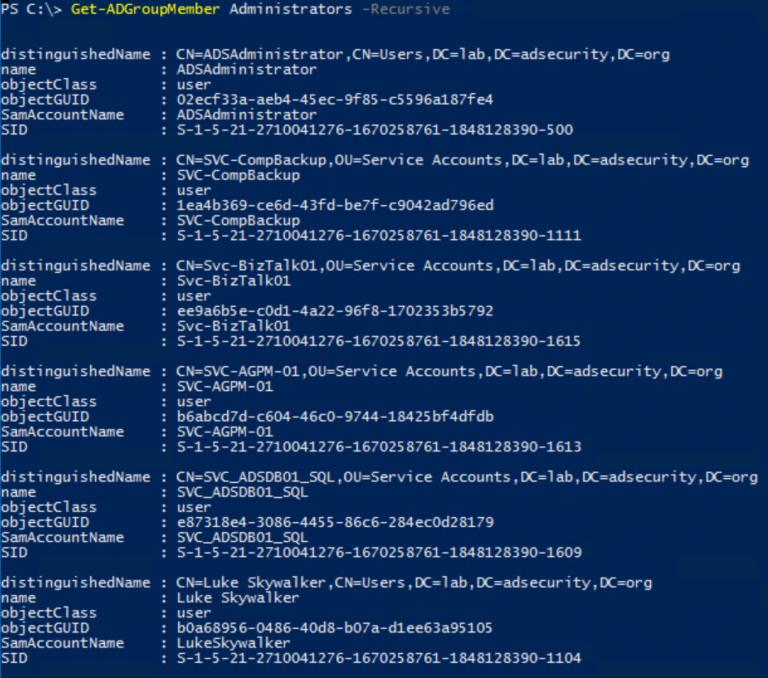 PS C:\> Get-ADGroupMember Administrators -Recursive
distinguishedName : CN=ADSAdministrator,CN=Users,DC=lab,DC=adsecurity,DC=org
name : ADSAdministrator
objectClass : user
objectGUID : 02ecf33a-aeb4-45ec-9f85-c5596a187fe4
SamAccountName : ADSAdministrator
SID : S-1-5-21-2710041276-1670258761-1848128390-500
distinguishedName : CN=SVC-CompBackup,OU=Service Accounts,DC=lab,DC=adsecurity,DC=org
name : SVC-CompBackup
objectClass : user
objectGUID : 1ea4b369-ce6d-43fd-be7f-c9042ad796ed
SamAccountName : SVC-CompBackup
SID : S-1-5-21-2710041276-1670258761-1848128390-1111
distinguishedName : CN=Svc-BizTalk01,OU=Service Accounts,DC=lab,DC=adsecurity,DC=org
name : Svc-BizTalk01
objectClass : user
objectGUID : ee9a6b5e-c0d1-4a22-96f8-1702353b5792
SamAccountName : Svc-BizTalk01
SID : S-1-5-21-2710041276-1670258761-1848128390-1615
distinguishedName : CN=SVC-AGPM-01,OU=Service Accounts,DC=lab,DC=adsecurity,DC=org
name : SVC-AGPM-01
objectClass : user
objectGUID : b6abcd7d-c604-46c0-9744-18425bf4dfdb
SamAccountName : SVC-AGPM-01
SID : S-1-5-21-2710041276-1670258761-1848128390-1613
distinguishedName : CN=SVC_ADSDB01_SQL,OU=Service Accounts,DC=lab,DC=adsecurity,DC=org
name : SVC_ADSDB01_SQL
objectClass : user
objectGUID : e87318e4-3086-4455-86c6-284ec0d28179
SamAccountName : SVC_ADSDB01_SQL
SID : S-1-5-21-2710041276-1670258761-1848128390-1609
distinguishedName : CN=Luke Skywalker,CN=Users,DC=lab,DC=adsecurity,DC=org
name : Luke Skywalker
objectClass : user
objectGUID : b0a68956-0486-40d8-b07a-d1ee63a95105
SamAccountName : LukeSkywalker
SID : S-1-5-21-2710041276-1670258761-1848128390-1104